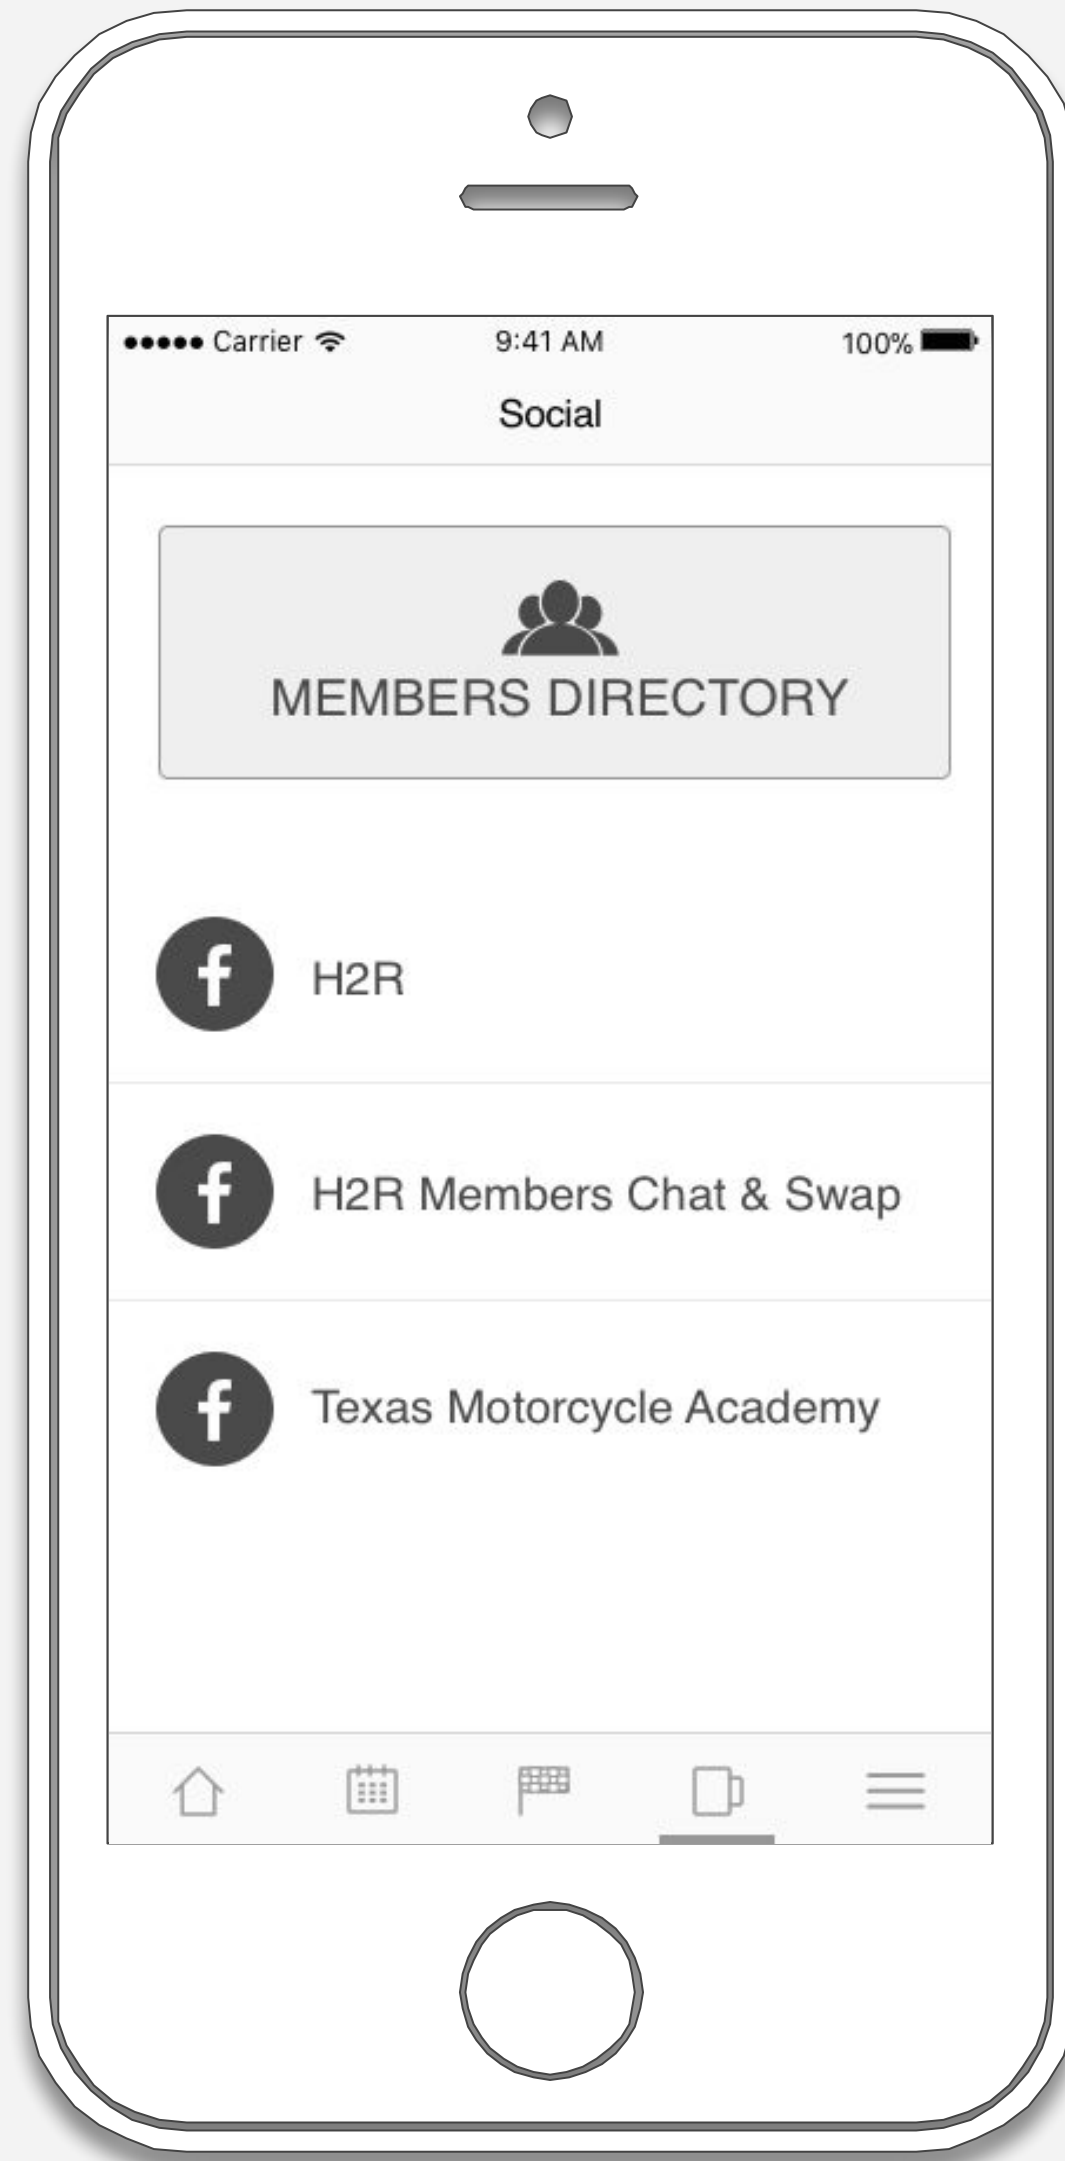 Carrier 9:41 AM 100%
Social
MEMBERS DIRECTORY
H2R
H2R Members Chat & Swap
Texas Motorcycle Academy